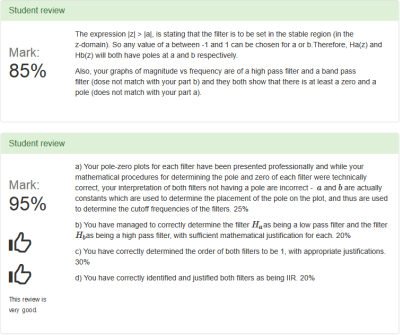 Student review
Mark:
85%
The expression |z| > |a|, is stating that the filter is to be set in the stable region (in the
z-domain). So any value of a between -1 and 1 can be chosen for a or b.Therefore, Ha(z) and
Hb(z) will both have poles at a and b respectively.
Also, your graphs of magnitude vs frequency are of a high pass filter and a band pass
filter (dose not match with your part b) and they both show that there is at least a zero and a
pole (does not match with your part a).
Student review
Mark:
95%
This review is
very good.
a) Your pole-zero plots for each filter have been presented professionally and while your
mathematical procedures for determining the pole and zero of each filter were technically
correct, your interpretation of both filters not having a pole are incorrect - a and b are actually
constants which are used to determine the placement of the pole on the plot, and thus are used
to determine the cutoff frequencies of the filters. 25%
b) You have managed to correctly determine the filter Hₐas being a low pass filter and the filter
H_bas being a high pass filter, with sufficient mathematical justification for each. 20%
c) You have correctly determined the order of both filters to be 1, with appropriate justifications.
30%
d) You have correctly identified and justified both filters as being IIR. 20%